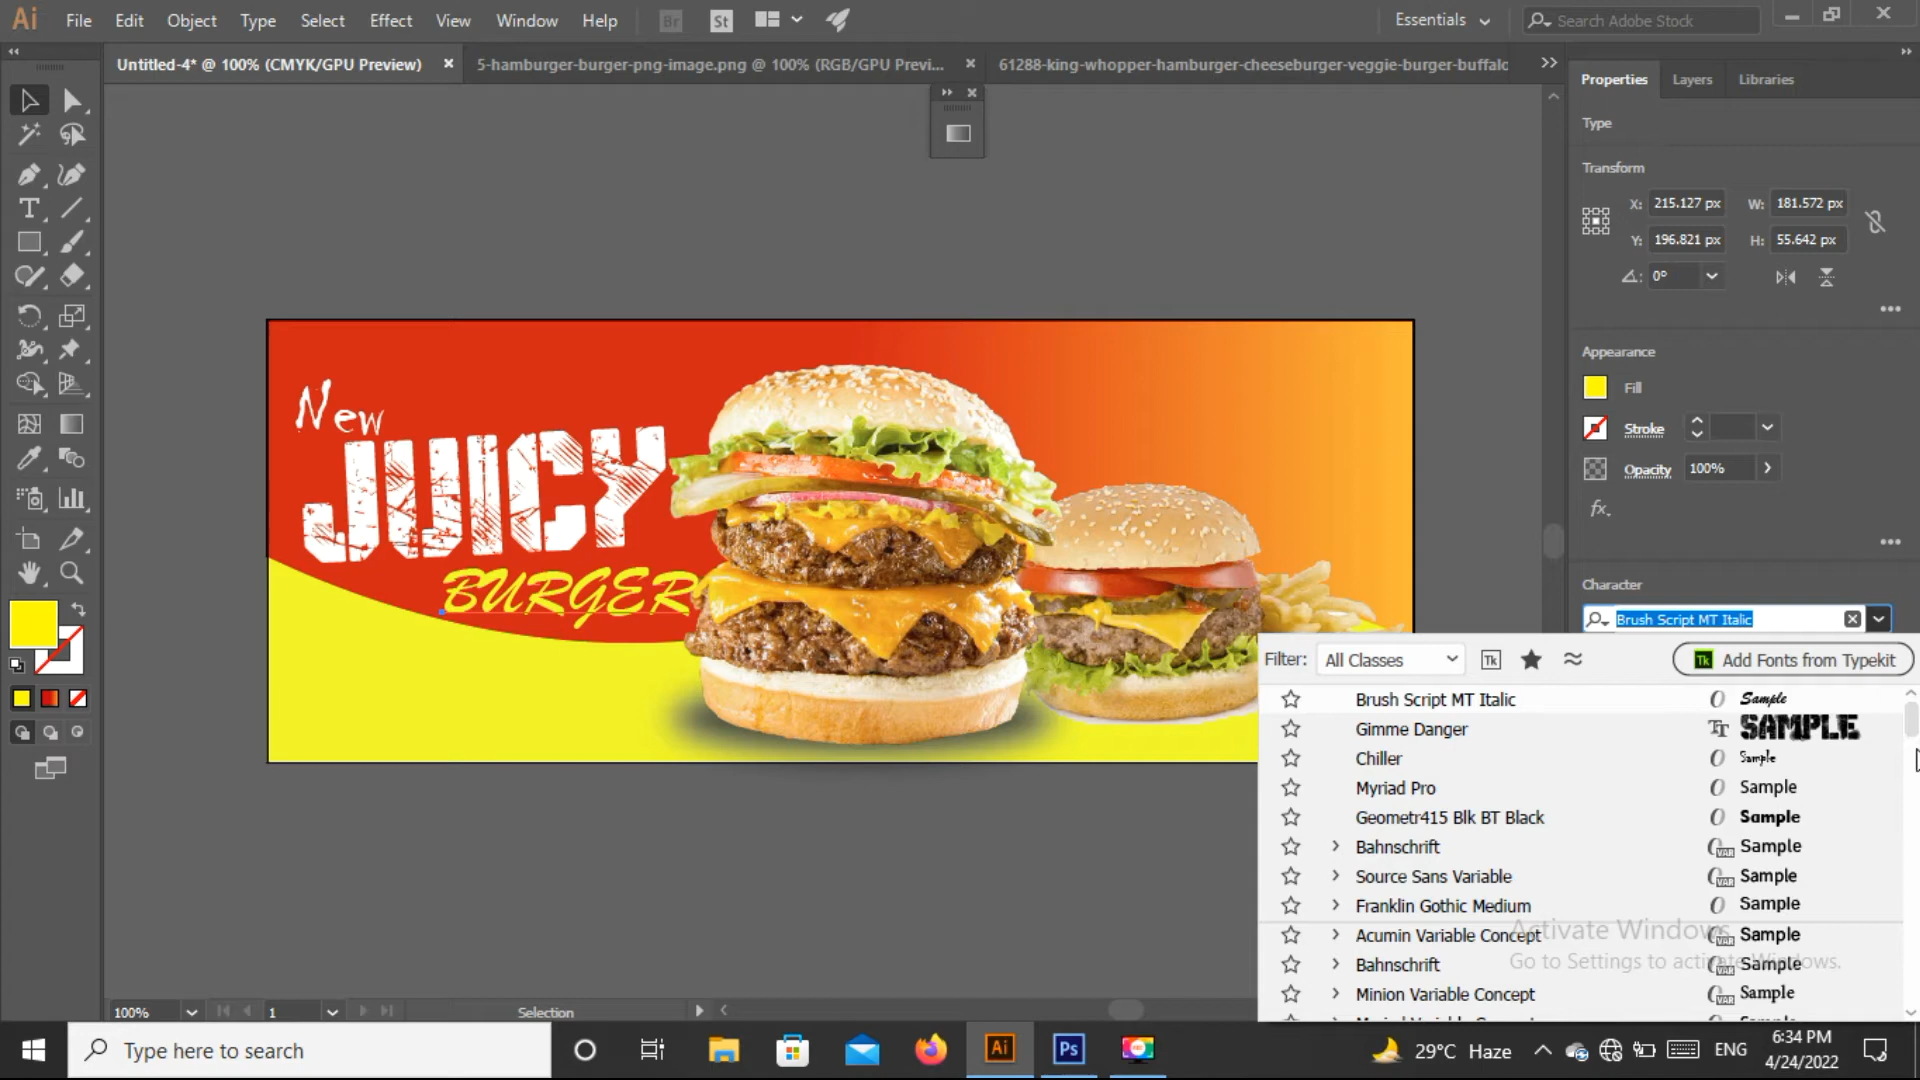 Ai File Edit Object Type Select Effect View Window Help Br St Essentials Search Adobe Stock
Untitled-4* @ 100% (CMYK/GPU Preview) 5-hamburger-burger-png-image.png @ 100% (RGB/GPU Previ... 61288-king-whopper-hamburger-cheeseburger-veggie-burger-buffalo
Properties Layers Libraries
Type
Transform
X: 215.127 px W: 181.572 px
Y: 196.821 px H: 55.642 px
0°
Appearance
Fill
Stroke
Opacity 100%
fx.
Character
Brush Script MT Italic
New
JUICY
BURGER
Filter: All Classes Tk Tk Add Fonts from Typekit
Brush Script MT Italic Sample
Gimme Danger SAMPLE
Chiller Sample
Myriad Pro Sample
Geometr415 Blk BT Black Sample
Bahnschrift Sample
Source Sans Variable Sample
Franklin Gothic Medium Sample
Acumin Variable Concept Sample
Bahnschrift Sample
Minion Variable Concept Sample
Activate Windows
Go to Settings to activate Windows.
100% 1 Selection
Type here to search Ai Ps 29°C Haze ENG 6:34 PM
4/24/2022